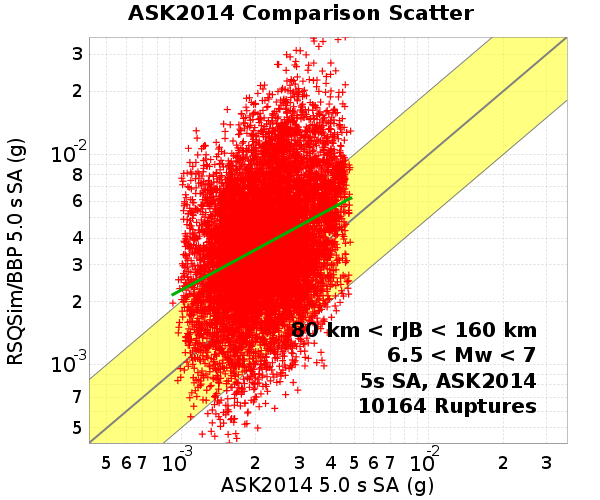 ASK2014 Comparison Scatter
RSQSim/BBP 5.0 s SA (g)
3
2
10⁻²
8
6
4
3
2
10⁻³
7
5
80 km < rJB < 160 km
6.5 < Mw < 7
5s SA, ASK2014
10164 Ruptures
5 6 7 10⁻³ 2 3 4 5 6 7 10⁻² 2 3
ASK2014 5.0 s SA (g)